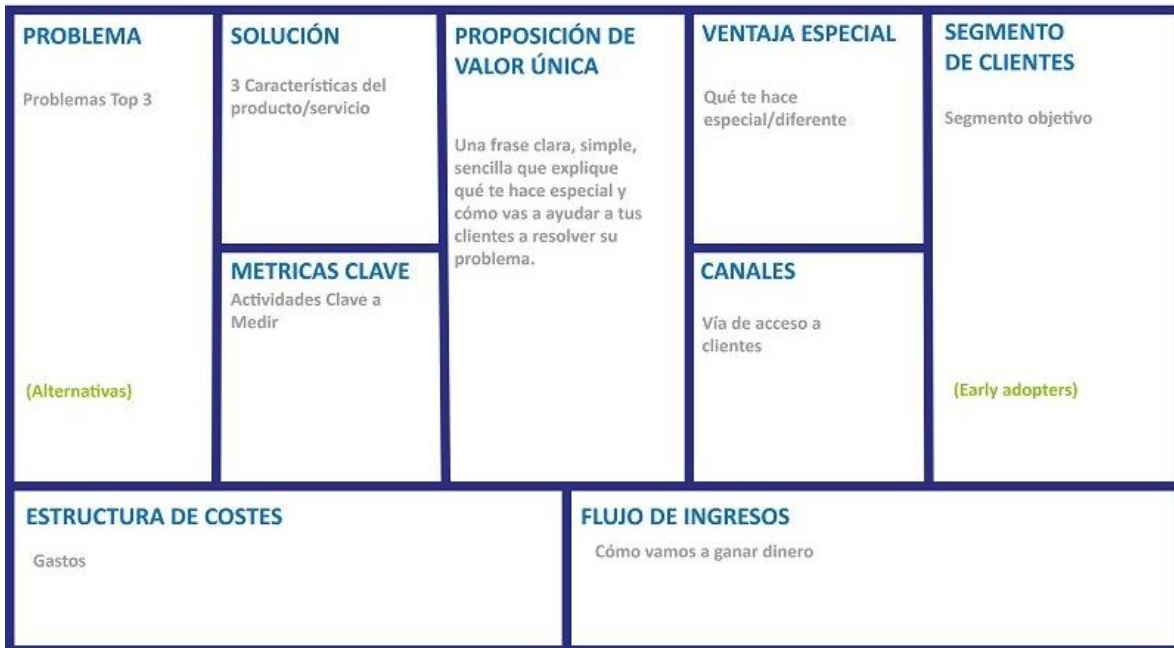 PROBLEMA
Problemas Top 3
(Alternativas)
SOLUCIÓN
3 Características del
producto/servicio
METRICAS CLAVE
Actividades Clave a
Medir
PROPOSICIÓN DE
VALOR ÚNICA
Una frase clara, simple,
sencilla que explique
qué te hace especial y
cómo vas a ayudar a tus
clientes a resolver su
problema.
VENTAJA ESPECIAL
Qué te hace
especial/diferente
CANALES
Vía de acceso a
clientes
SEGMENTO
DE CLIENTES
Segmento objetivo
(Early adopters)
ESTRUCTURA DE COSTES
Gastos
FLUJO DE INGRESOS
Cómo vamos a ganar dinero